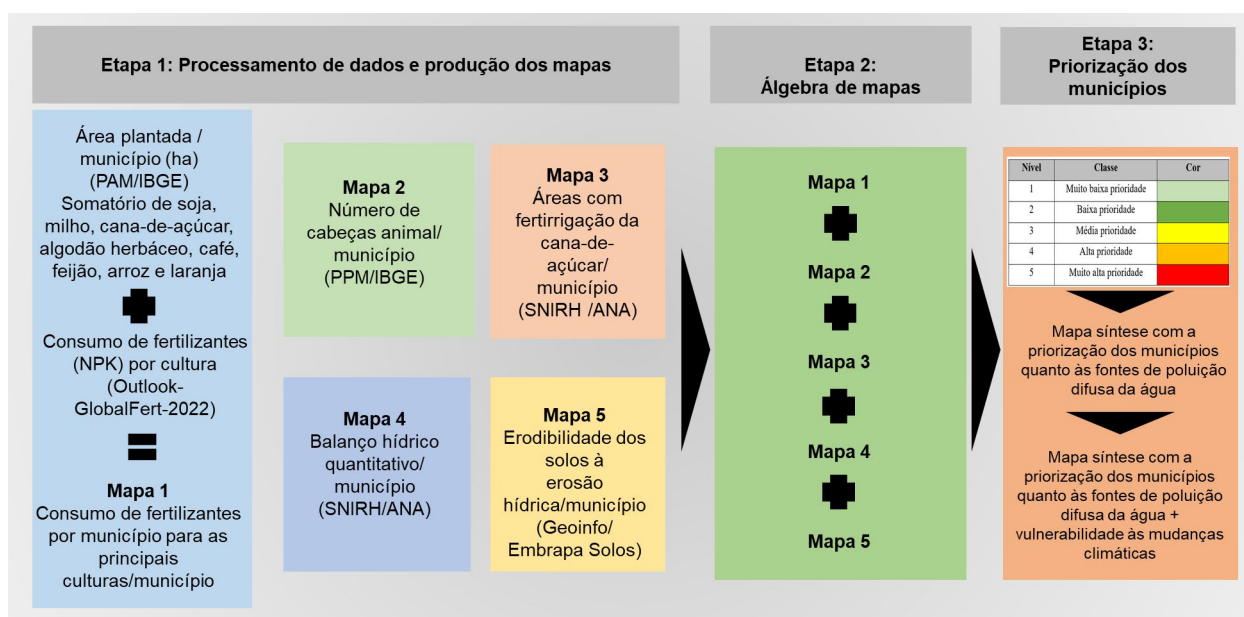 Etapa 1: Processamento de dados e produção dos mapas
Área plantada /
município (ha)
(PAM/IBGE)
Somatório de soja,
milho, cana-de-açúcar,
algodão herbáceo, café,
feijão, arroz e laranja
Consumo de fertilizantes
(NPK) por cultura
(Outlook-
GlobalFert-2022)
Mapa 1
Consumo de fertilizantes
por município para as
principais
culturas/município
Mapa 2
Número de
cabeças animal/
município
(PPM/IBGE)
Mapa 3
Áreas com
fertirrigação da
cana-de-
açúcar/
município
(SNIRH /ANA)
Mapa 4
Balanço hídrico
quantitativo/
município
(SNIRH/ANA)
Mapa 5
Erodibilidade dos
solos à
erosão
hídrica/município
(Geoinfo/
Embrapa Solos)
Etapa 2:
Álgebra de mapas
Mapa 1
Mapa 2
Mapa 3
Mapa 4
Mapa 5
Etapa 3:
Priorização dos
municípios
Nível Classe Cor
1 Muito baixa prioridade
2 Baixa prioridade
3 Média prioridade
4 Alta prioridade
5 Muito alta prioridade
Mapa síntese com a
priorização dos municípios
quanto às fontes de poluição
difusa da água
Mapa síntese com a
priorização dos municípios
quanto às fontes de poluição
difusa da água +
vulnerabilidade às mudanças
climáticas